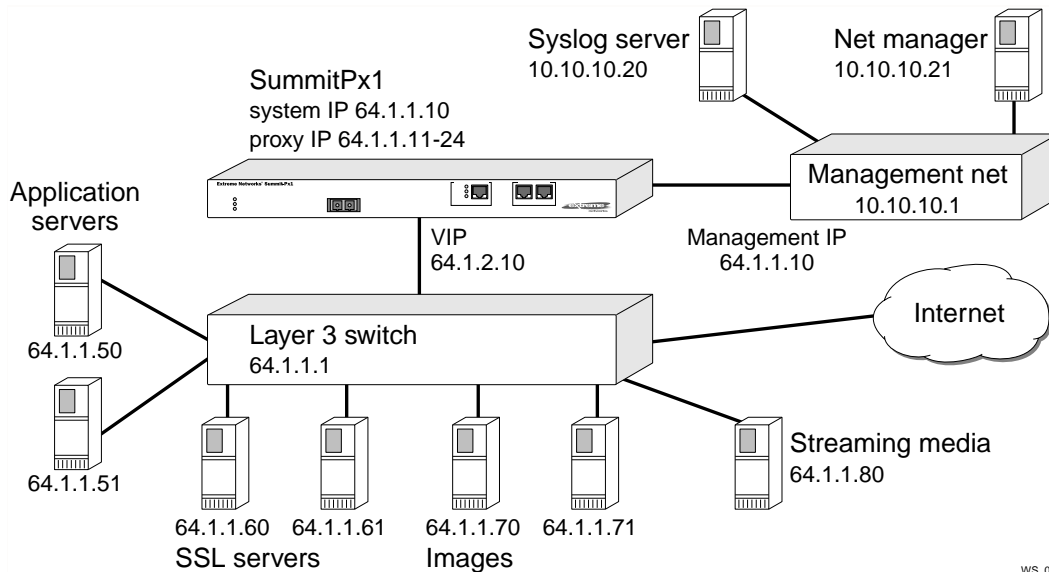 Syslog server
10.10.10.20
Net manager
10.10.10.21
SummitPx1
system IP 64.1.1.10
proxy IP 64.1.1.11-24
Extreme Networks' Summit-Px1
Management net
10.10.10.1
Application
servers
VIP
64.1.2.10
Management IP
64.1.1.10
Internet
Layer 3 switch
64.1.1.1
64.1.1.50
64.1.1.51
Streaming media
64.1.1.80
64.1.1.60
64.1.1.61
64.1.1.70
64.1.1.71
SSL servers
Images